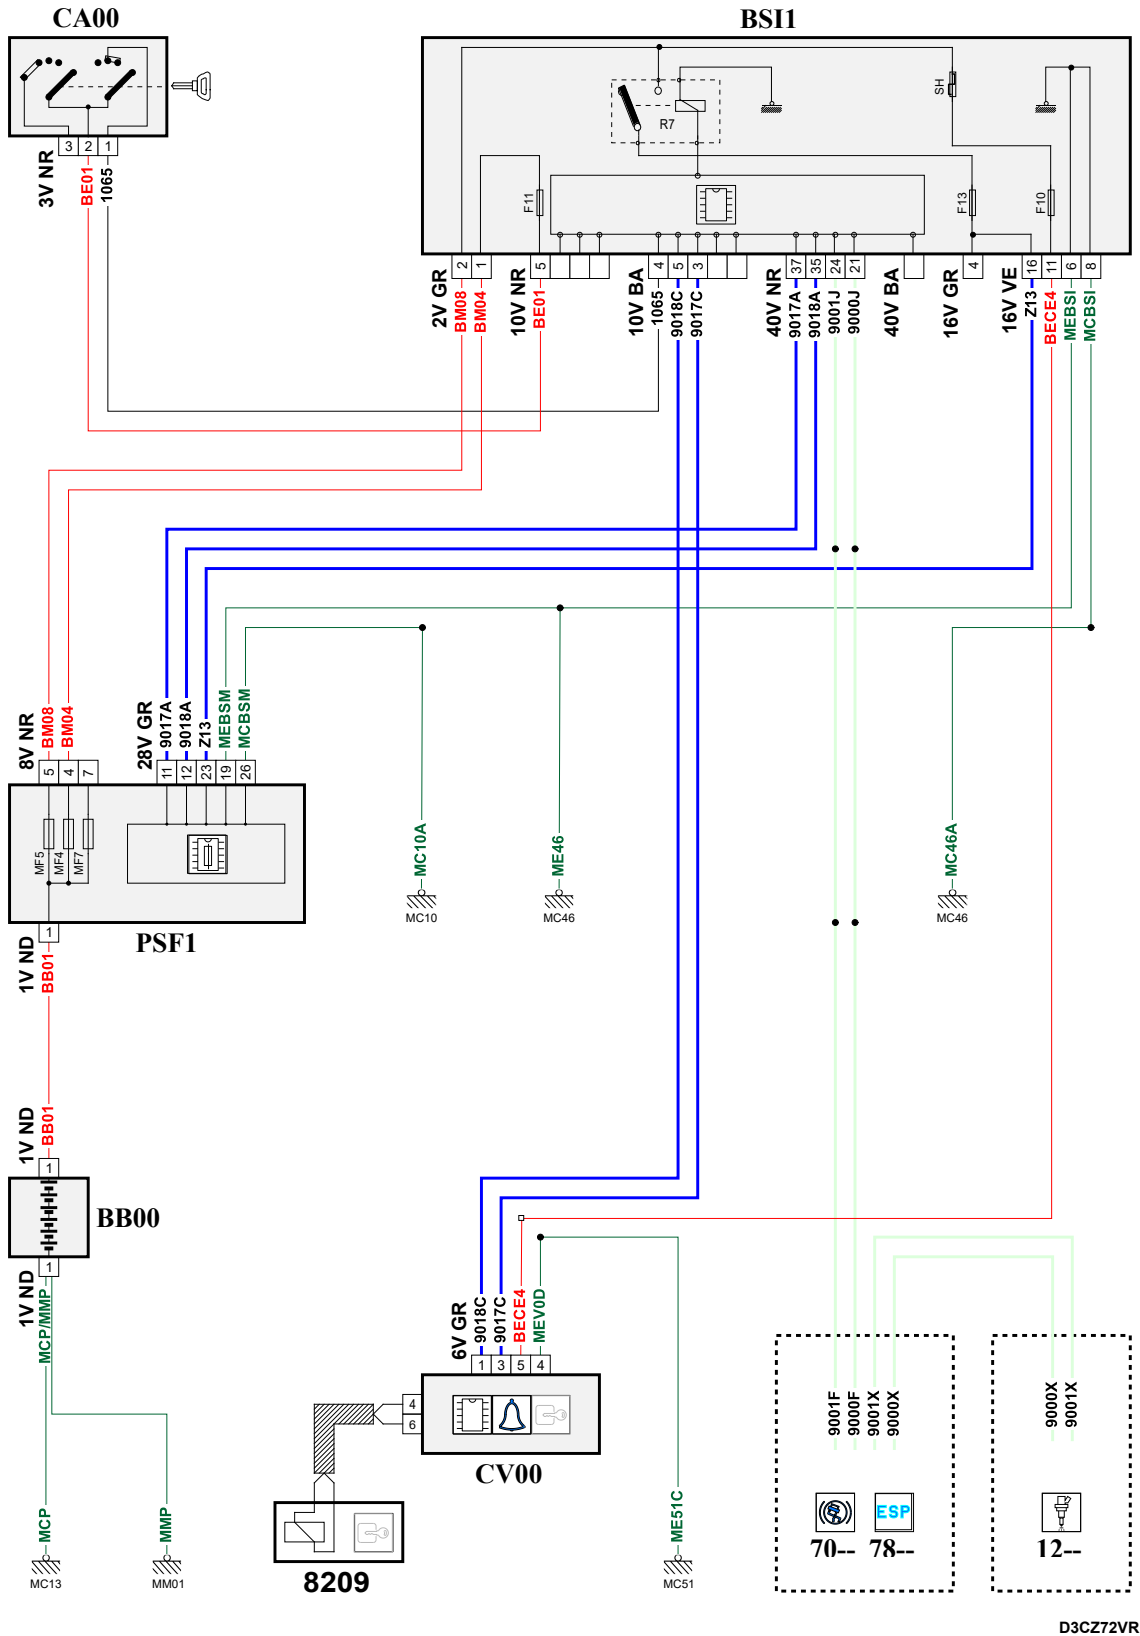 CA00
BSI1
SH
R7
F11
F13
F10
3 2 1
3V NR
BE01
1065
2 1 5 4 5 3 37 35 24 21 4 16 11 6 8
2V GR
BM08
BM04
10V NR
BE01
10V BA
1065
9018C
9017C
40V NR
9017A
9018A
9001J
9000J
40V BA
16V GR
16V VE
Z13
BECE4
MEBSI
MCBSI
8V NR
BM08
BM04
28V GR
9017A
9018A
Z13
MEBSM
MCBSM
5 4 7 11 12 23 19 26
MF5
MF4
MF7
MC10A
ME46
MC46A
MC10
MC46
MC46
1
PSF1
1V ND
BB01
1V ND
BB01
1
BB00
1
1V ND
MCP/MMP
6V GR
9018C
9017C
BECE4
MEV0D
1 3 5 4
4
6
CV00
9001F
9000F
9001X
9000X
9000X
9001X
ESP
70--
78--
12--
MCP
MMP
ME51C
MC13
MM01
8209
MC51
D3CZ72VR